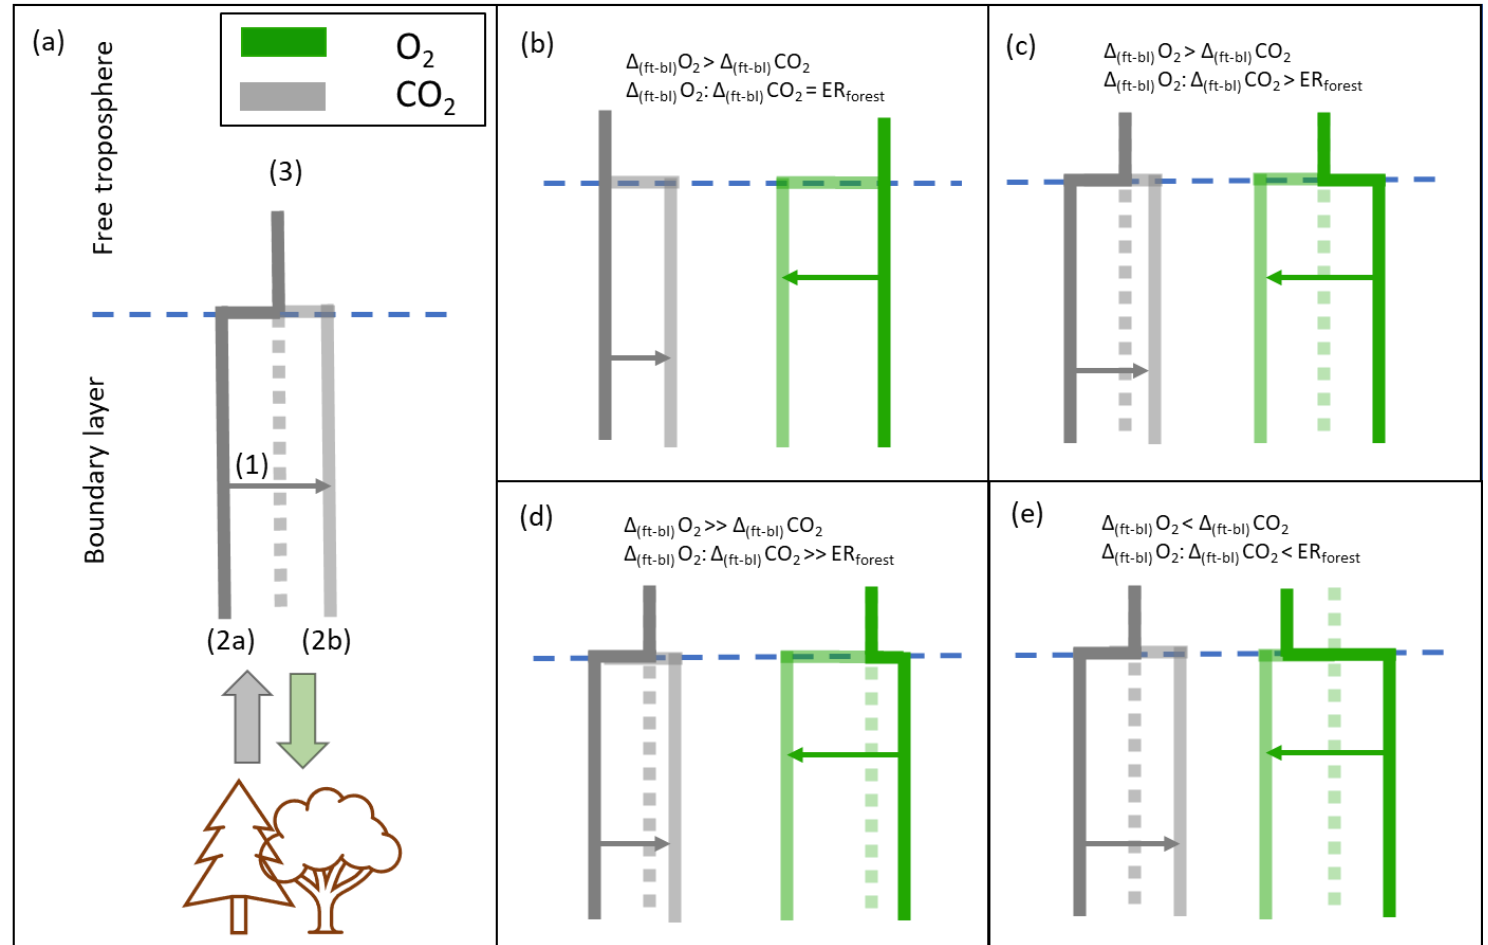 (a)
O₂
CO₂
Free troposphere
(3)
Boundary layer
(1)
(2a)
(2b)
(b)
Δ(ft-bl)O₂ > Δ(ft-bl)CO₂
Δ(ft-bl)O₂: Δ(ft-bl)CO₂ = ERforest
(c)
Δ(ft-bl)O₂ > Δ(ft-bl)CO₂
Δ(ft-bl)O₂: Δ(ft-bl)CO₂ > ERforest
(d)
Δ(ft-bl)O₂ >> Δ(ft-bl)CO₂
Δ(ft-bl)O₂: Δ(ft-bl)CO₂ >> ERforest
(e)
Δ(ft-bl)O₂ < Δ(ft-bl)CO₂
Δ(ft-bl)O₂: Δ(ft-bl)CO₂ < ERforest